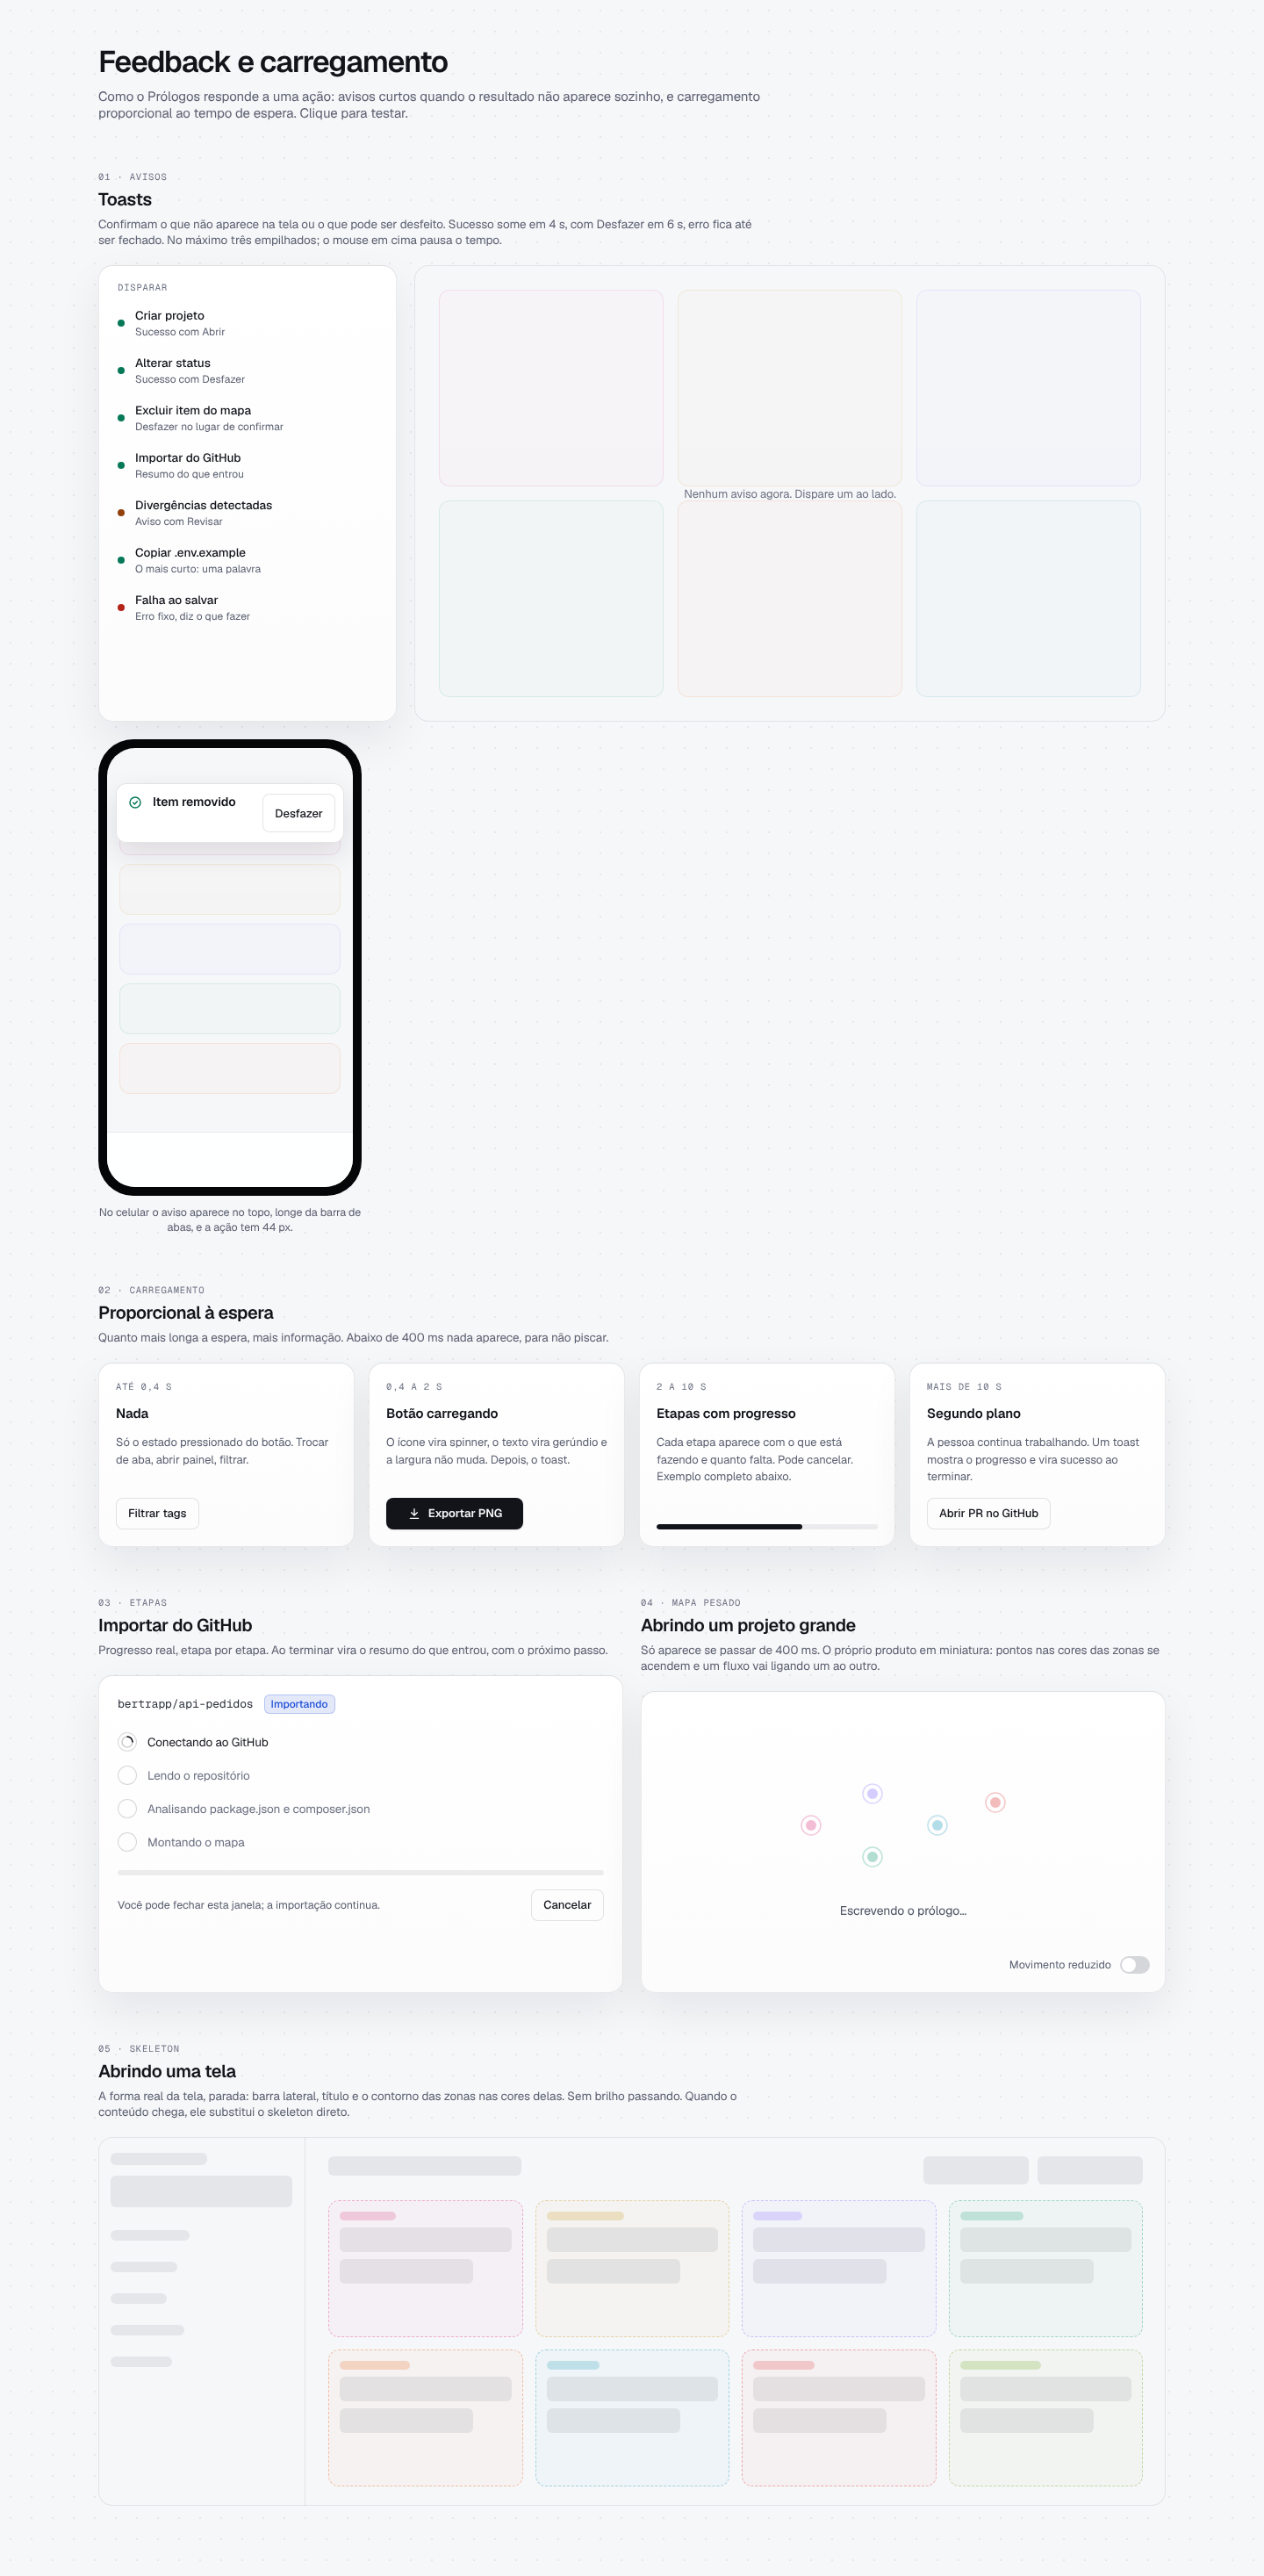 Feedback e carregamento
Como o Prólogos responde a uma ação: avisos curtos quando o resultado não aparece sozinho, e carregamento
proporcional ao tempo de espera. Clique para testar.
01 · AVISOS
Toasts
Confirmam o que não aparece na tela ou o que pode ser desfeito. Sucesso some em 4 s, com Desfazer em 6 s, erro fica até
ser fechado. No máximo três empilhados; o mouse em cima pausa o tempo.
DISPARAR
Criar projeto
Sucesso com Abrir
Alterar status
Sucesso com Desfazer
Excluir item do mapa
Desfazer no lugar de confirmar
Importar do GitHub
Resumo do que entrou
Divergências detectadas
Aviso com Revisar
Copiar .env.example
O mais curto: uma palavra
Falha ao salvar
Erro fixo, diz o que fazer
Nenhum aviso agora. Dispare um ao lado.
Item removido
Desfazer
No celular o aviso aparece no topo, longe da barra de
abas, e a ação tem 44 px.
02 · CARREGAMENTO
Proporcional à espera
Quanto mais longa a espera, mais informação. Abaixo de 400 ms nada aparece, para não piscar.
ATÉ 0,4 S
Nada
Só o estado pressionado do botão. Trocar
de aba, abrir painel, filtrar.
Filtrar tags
0,4 A 2 S
Botão carregando
O ícone vira spinner, o texto vira gerúndio e
a largura não muda. Depois, o toast.
Exportar PNG
2 A 10 S
Etapas com progresso
Cada etapa aparece com o que está
fazendo e quanto falta. Pode cancelar.
Exemplo completo abaixo.
MAIS DE 10 S
Segundo plano
A pessoa continua trabalhando. Um toast
mostra o progresso e vira sucesso ao
terminar.
Abrir PR no GitHub
03 · ETAPAS
Importar do GitHub
Progresso real, etapa por etapa. Ao terminar vira o resumo do que entrou, com o próximo passo.
bertrapp/api-pedidos
Importando
Conectando ao GitHub
Lendo o repositório
Analisando package.json e composer.json
Montando o mapa
Você pode fechar esta janela; a importação continua.
Cancelar
04 · MAPA PESADO
Abrindo um projeto grande
Só aparece se passar de 400 ms. O próprio produto em miniatura: pontos nas cores das zonas se
acendem e um fluxo vai ligando um ao outro.
Escrevendo o prólogo…
Movimento reduzido
05 · SKELETON
Abrindo uma tela
A forma real da tela, parada: barra lateral, título e o contorno das zonas nas cores delas. Sem brilho passando. Quando o
conteúdo chega, ele substitui o skeleton direto.